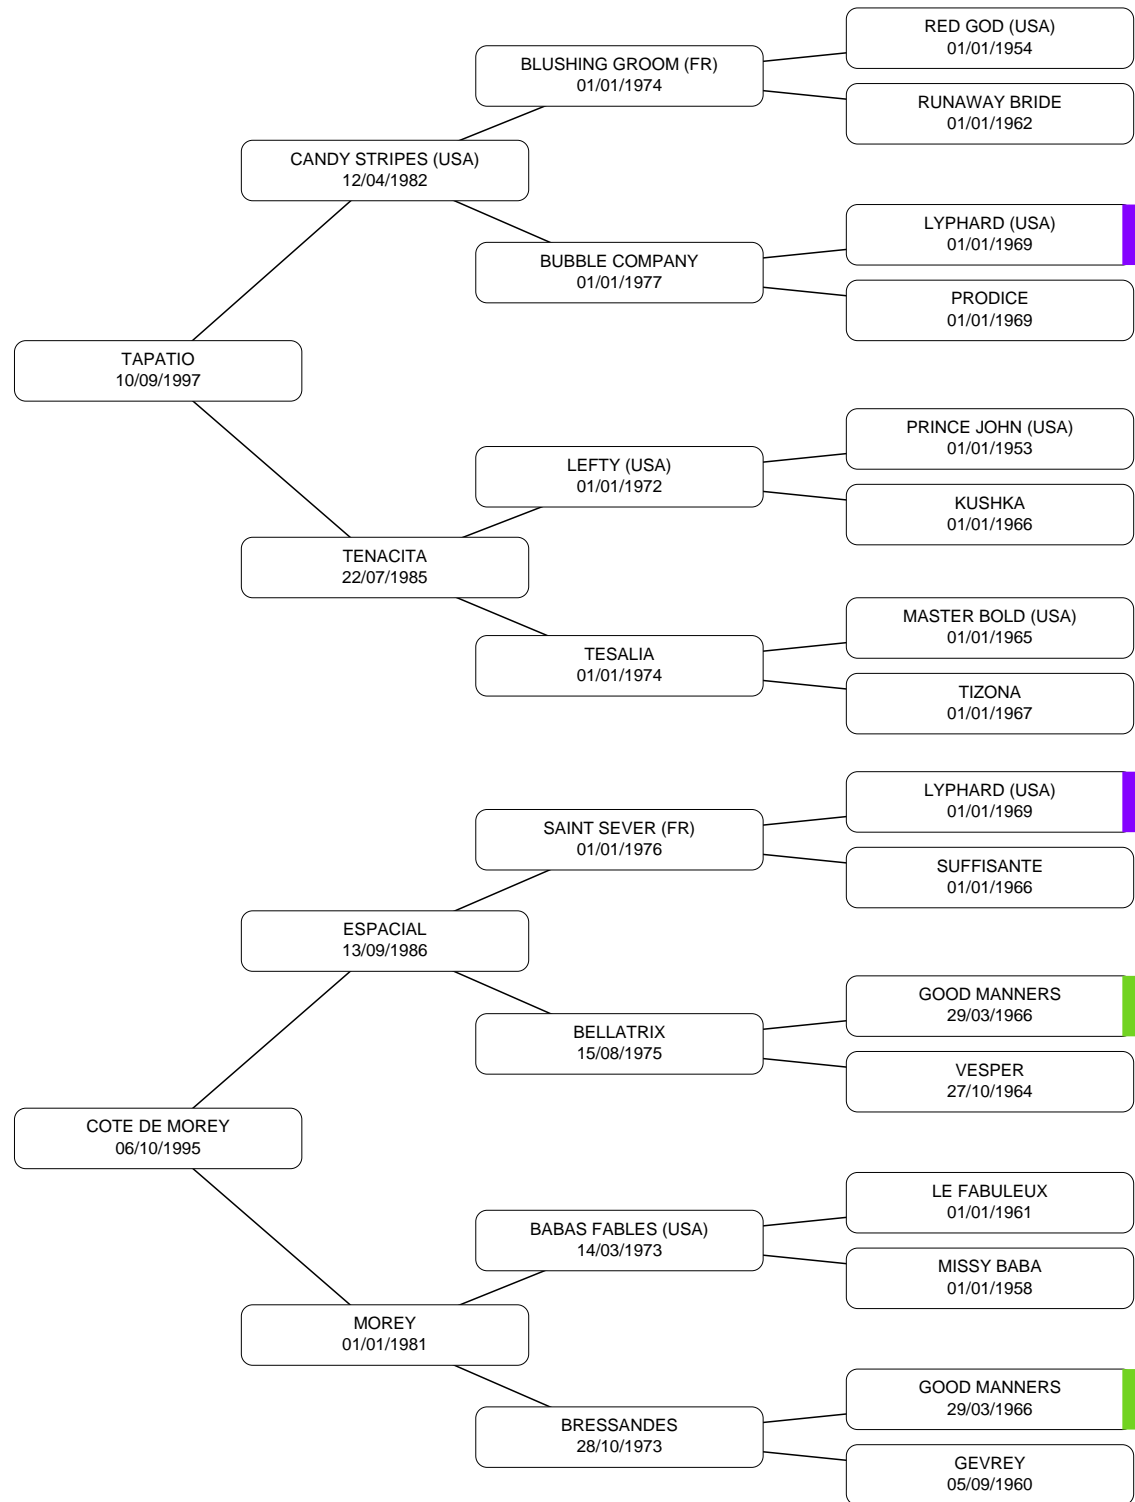 RED GOD (USA)
01/01/1954
BLUSHING GROOM (FR)
01/01/1974
RUNAWAY BRIDE
01/01/1962
CANDY STRIPES (USA)
12/04/1982
LYPHARD (USA)
01/01/1969
BUBBLE COMPANY
01/01/1977
PRODICE
01/01/1969
TAPATIO
10/09/1997
PRINCE JOHN (USA)
01/01/1953
LEFTY (USA)
01/01/1972
KUSHKA
01/01/1966
TENACITA
22/07/1985
MASTER BOLD (USA)
01/01/1965
TESALIA
01/01/1974
TIZONA
01/01/1967
LYPHARD (USA)
01/01/1969
SAINT SEVER (FR)
01/01/1976
SUFFISANTE
01/01/1966
ESPACIAL
13/09/1986
GOOD MANNERS
29/03/1966
BELLATRIX
15/08/1975
VESPER
27/10/1964
COTE DE MOREY
06/10/1995
LE FABULEUX
01/01/1961
BABAS FABLES (USA)
14/03/1973
MISSY BABA
01/01/1958
MOREY
01/01/1981
GOOD MANNERS
29/03/1966
BRESSANDES
28/10/1973
GEVREY
05/09/1960